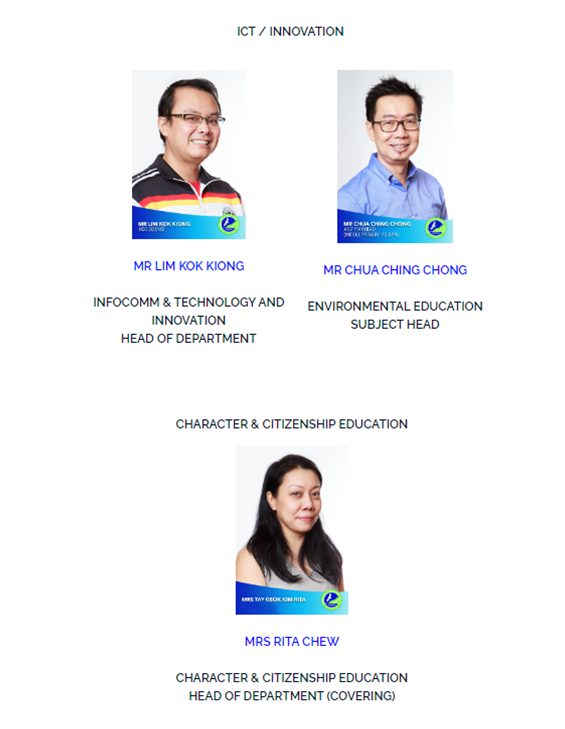 ICT / INNOVATION
MR LIM KOK KIONG
HOD SCIENCE
MR CHUA CHING CHONG
MR LIM KOK KIONG
MR CHUA CHING CHONG
INFOCOMM & TECHNOLOGY AND
INNOVATION
HEAD OF DEPARTMENT
ENVIRONMENTAL EDUCATION
SUBJECT HEAD
CHARACTER & CITIZENSHIP EDUCATION
MRS TAY GEOK KIM RITA
MRS RITA CHEW
CHARACTER & CITIZENSHIP EDUCATION
HEAD OF DEPARTMENT (COVERING)